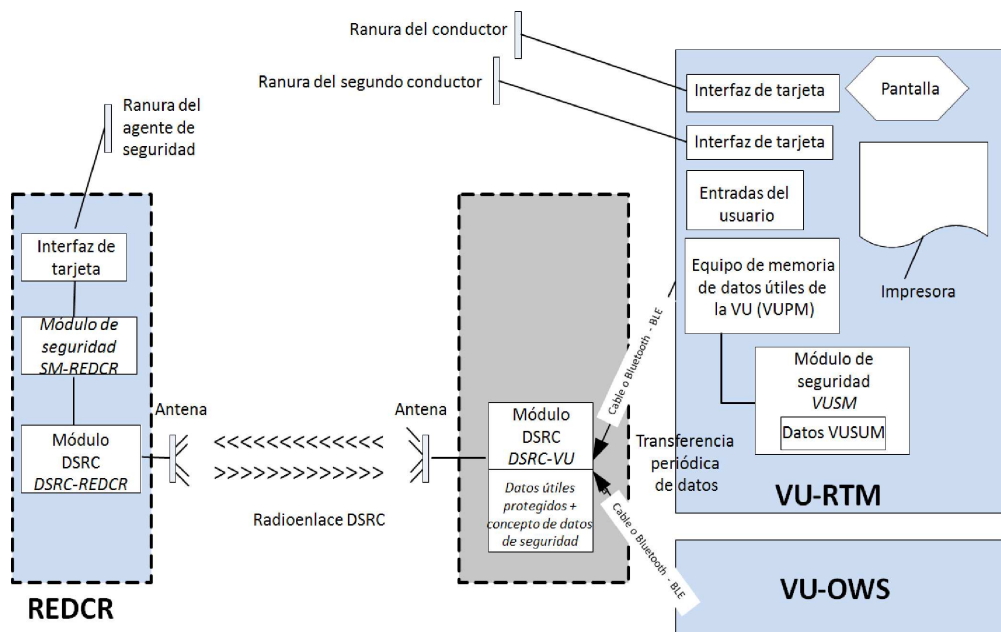 Ranura del conductor
Ranura del segundo conductor
Ranura del
agente de
seguridad
Interfaz de
tarjeta
Módulo de
seguridad
SM-REDCR
Módulo
DSRC
DSRC-REDCR
REDCR
Antena
<<<<<<<<<<<<<
>>>>>>>>>>>>>
Radioenlace DSRC
Antena
Módulo
DSRC
DSRC-VU
Datos útiles
protegidos +
concepto de datos
de seguridad
Cable o Bluetooth - BLE
Transferencia
periódica
de datos
Cable o Bluetooth - BLE
Interfaz de tarjeta
Pantalla
Interfaz de tarjeta
Entradas del
usuario
Equipo de memoria
de datos útiles de
la VU (VUPM)
Impresora
Módulo de
seguridad
VUSM
Datos VUSUM
VU-RTM
VU-OWS